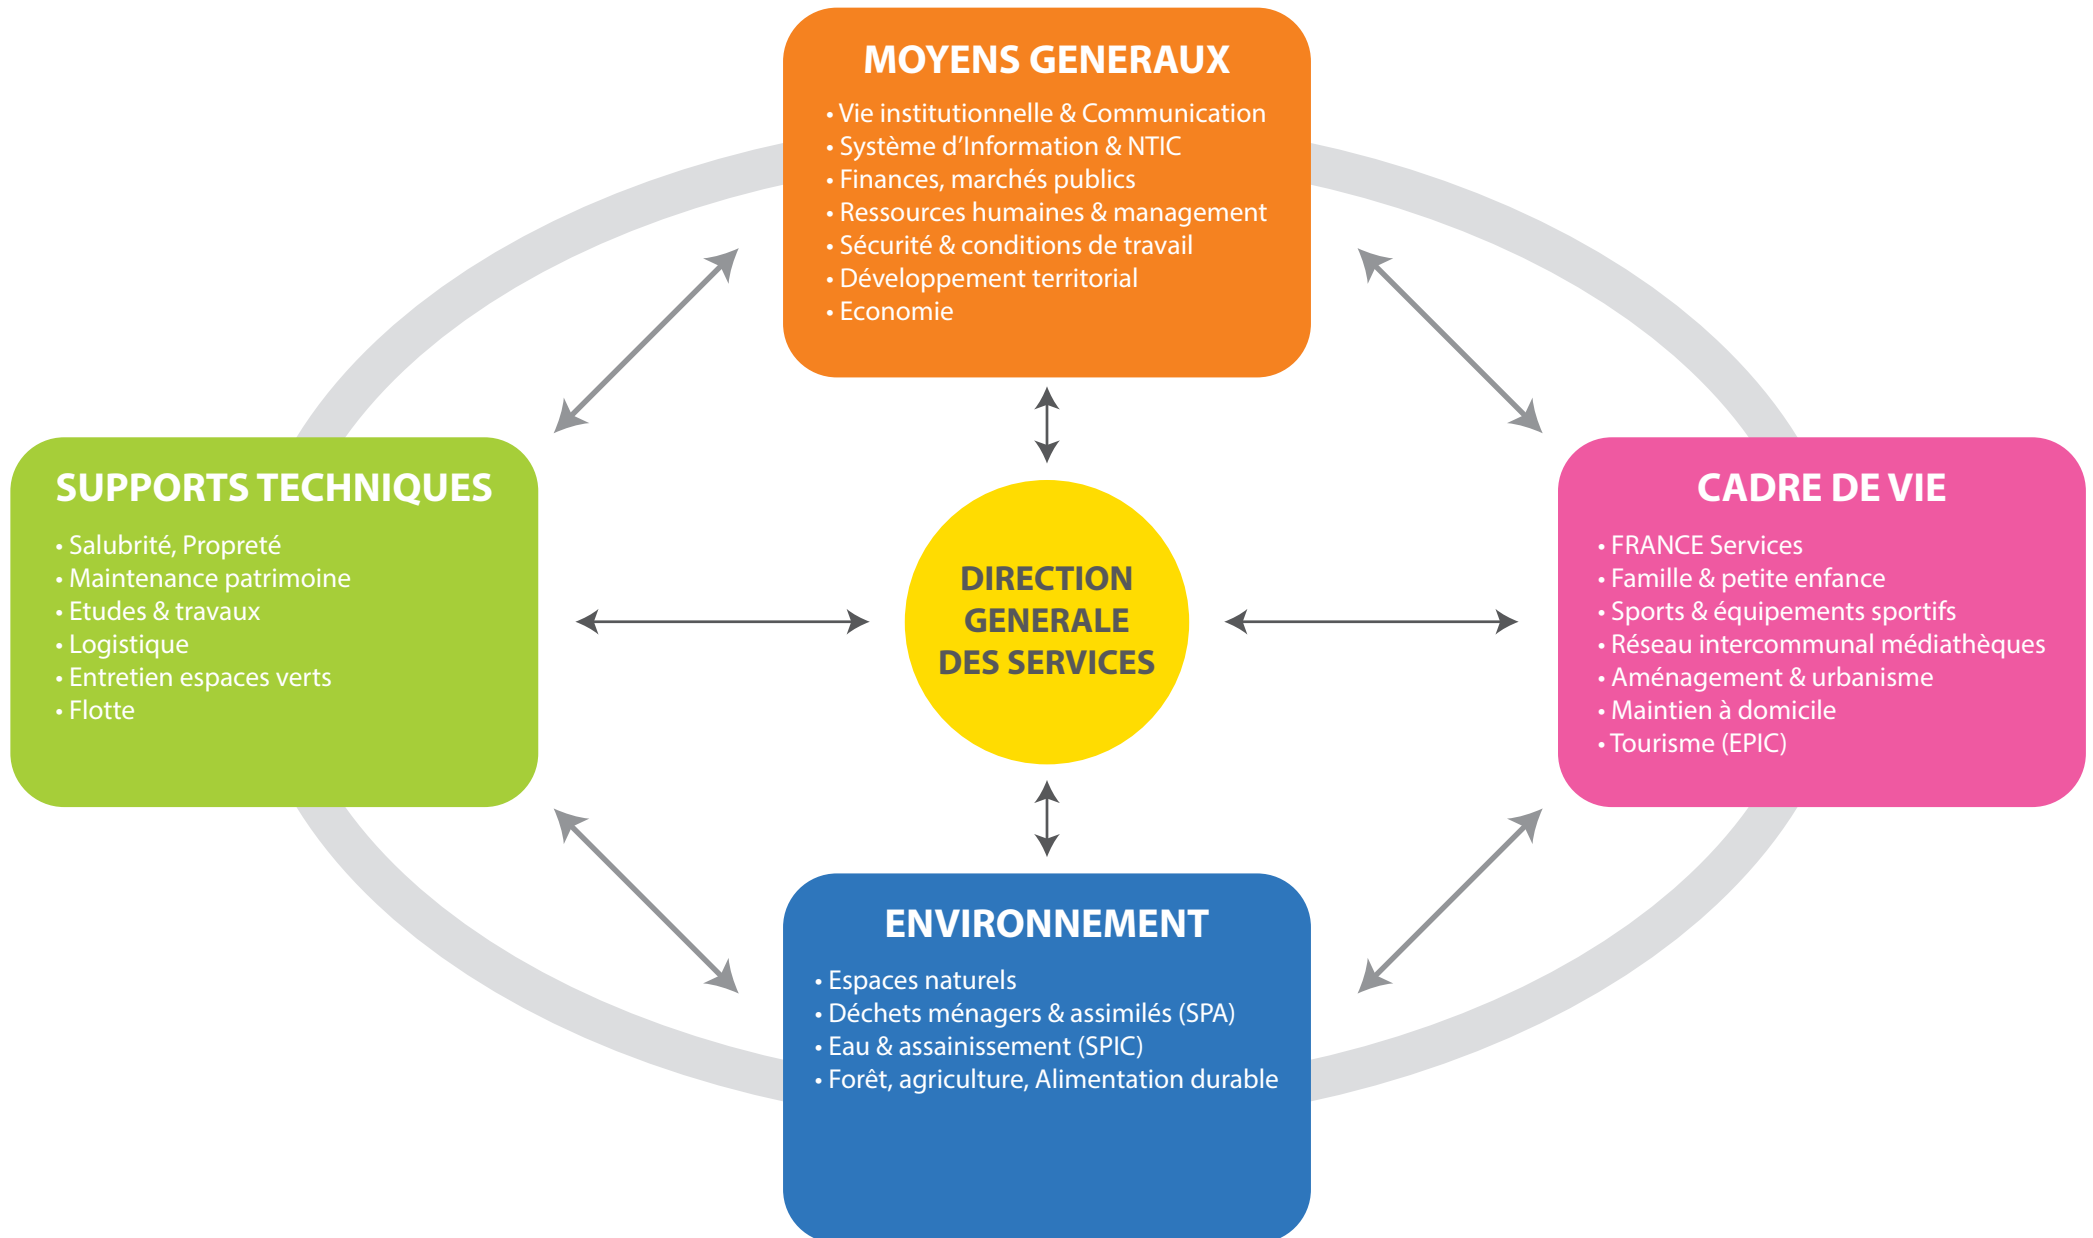 MOYENS GENERAUX
• Vie institutionnelle & Communication
• Système d'Information & NTIC
• Finances, marchés publics
• Ressources humaines & management
• Sécurité & conditions de travail
• Développement territorial
• Economie
SUPPORTS TECHNIQUES
• Salubrité, Propreté
• Maintenance patrimoine
• Etudes & travaux
• Logistique
• Entretien espaces verts
• Flotte
DIRECTION
GENERALE
DES SERVICES
CADRE DE VIE
• FRANCE Services
• Famille & petite enfance
• Sports & équipements sportifs
• Réseau intercommunal médiathèques
• Aménagement & urbanisme
• Maintien à domicile
• Tourisme (EPIC)
ENVIRONNEMENT
• Espaces naturels
• Déchets ménagers & assimilés (SPA)
• Eau & assainissement (SPIC)
• Forêt, agriculture, Alimentation durable